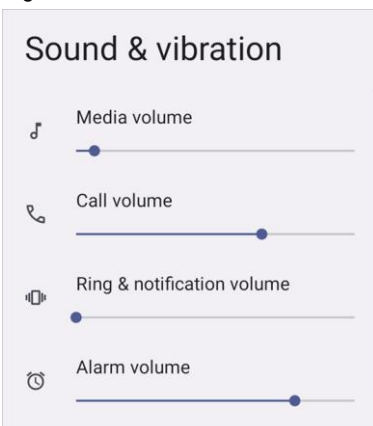 Sound & vibration
Media volume
Call volume
Ring & notification volume
Alarm volume